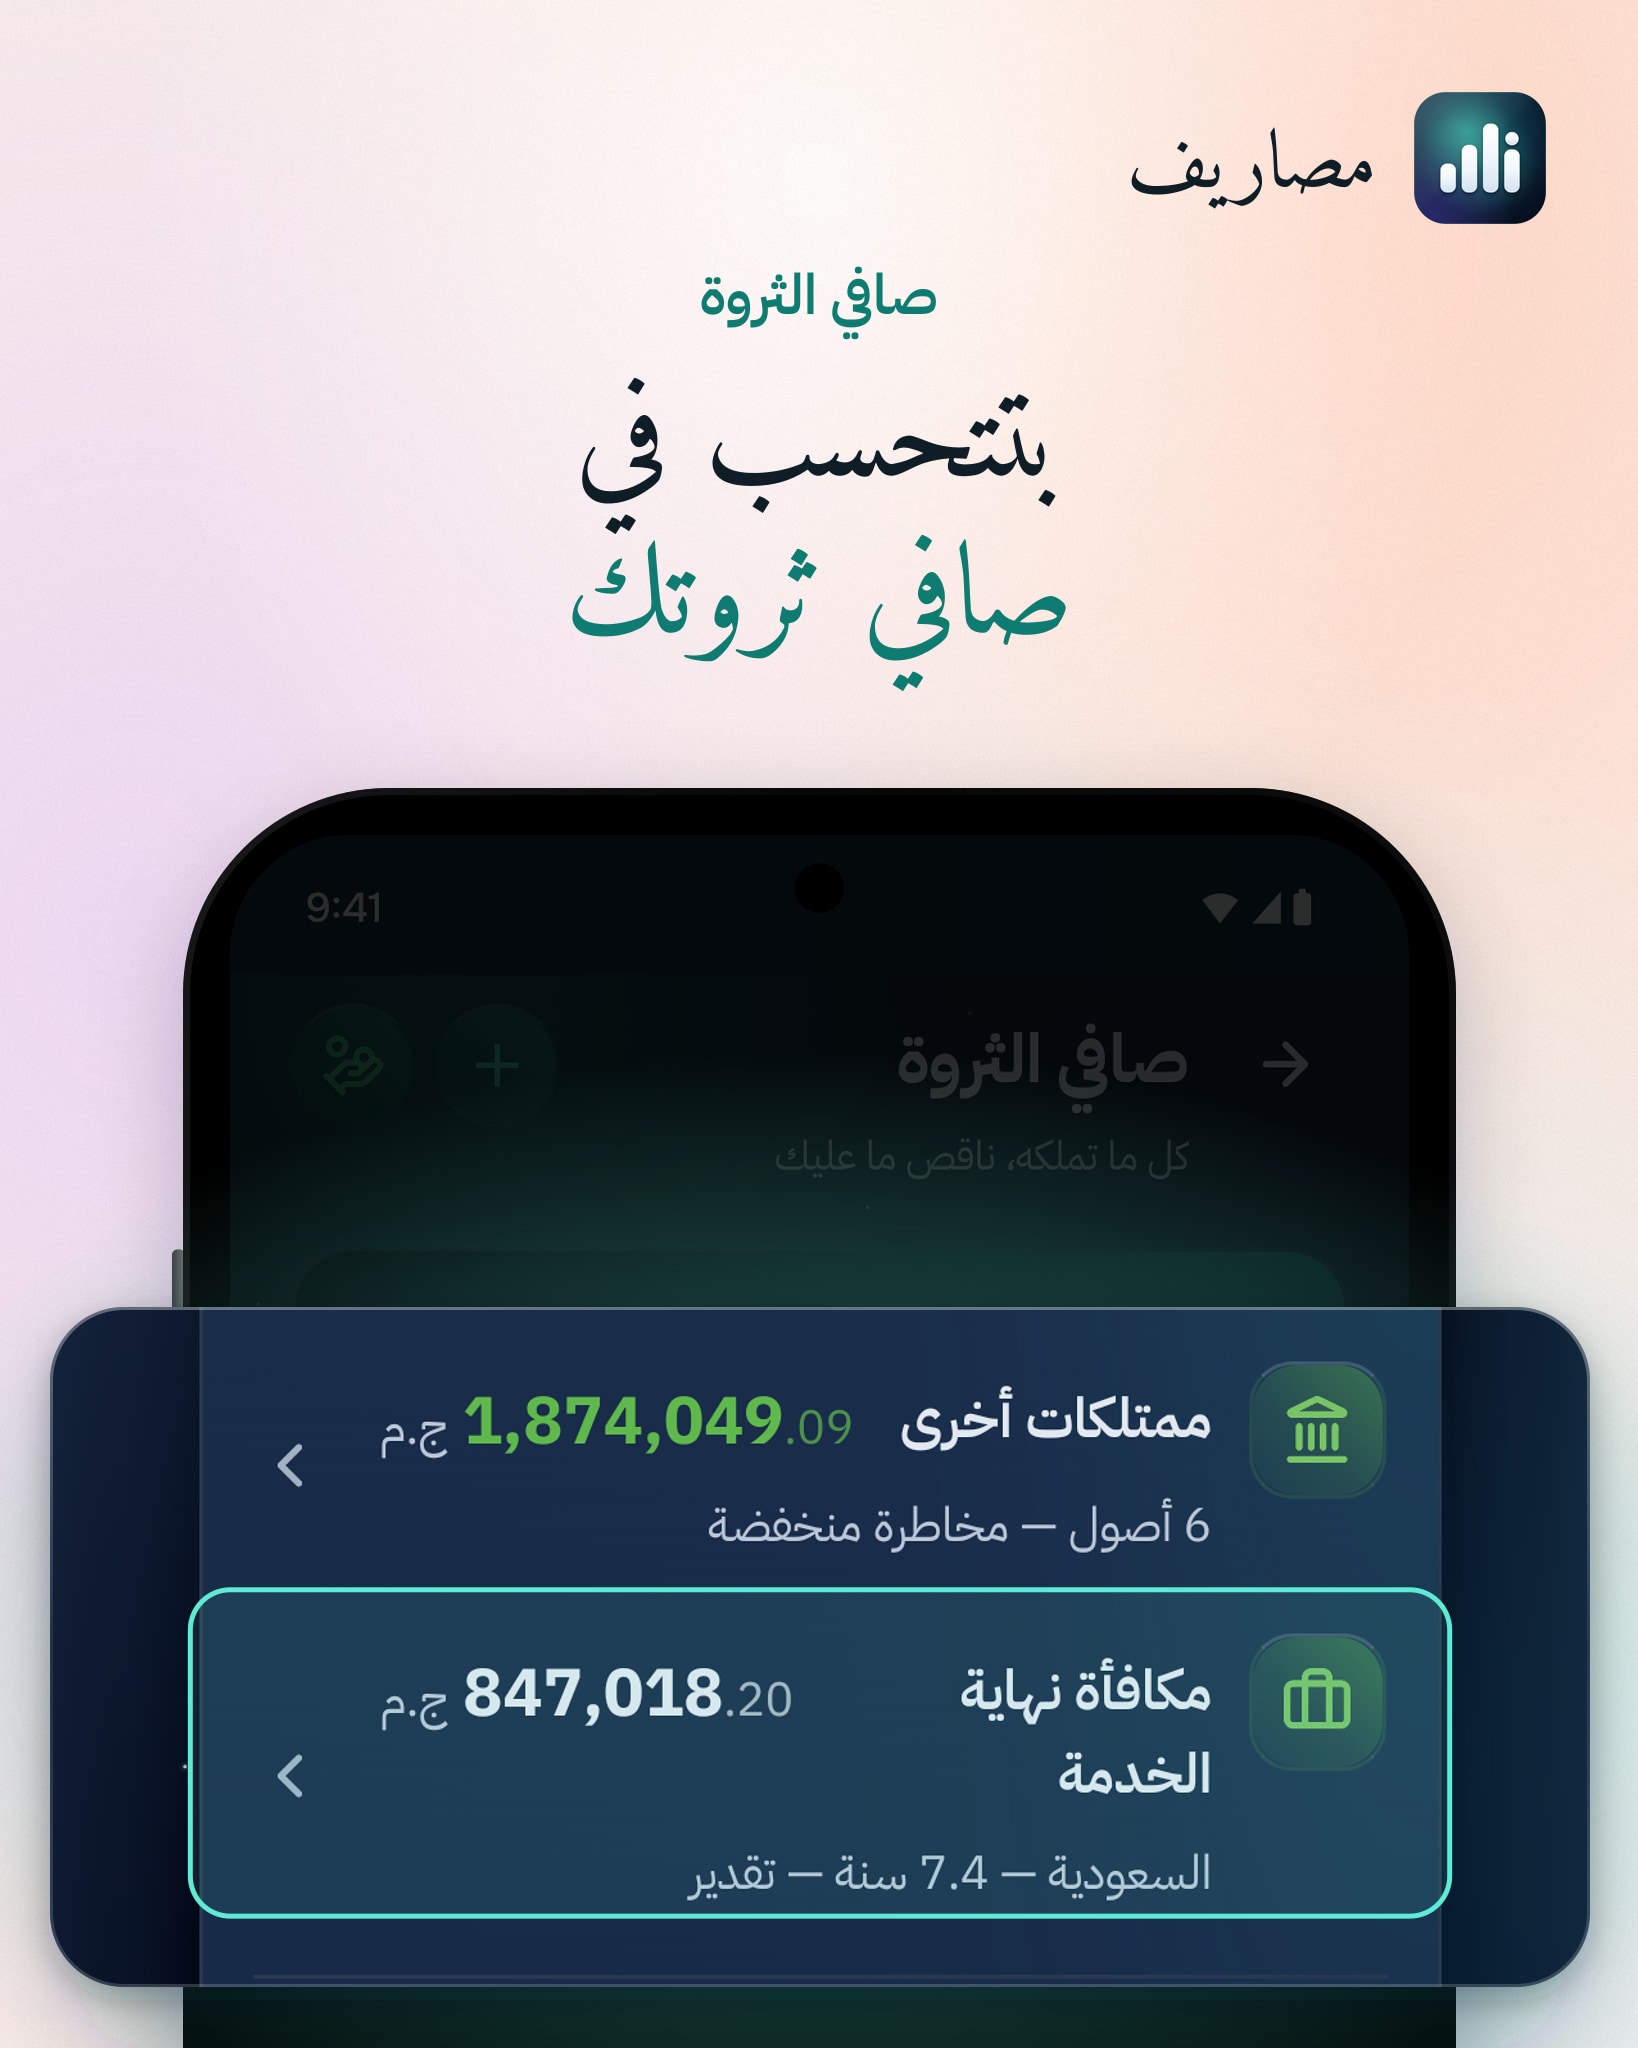 مصاريف
صافي الثروة
بتتحسب في
صافي ثروتك
9:41
صافي الثروة
كل ما تملكه، ناقص ما عليك
ممتلكات أخرى 1,874,049.09 ج.م
6 أصول — مخاطرة منخفضة
مكافأة نهاية 847,018.20 ج.م
الخدمة
السعودية — 7.4 سنة — تقدير